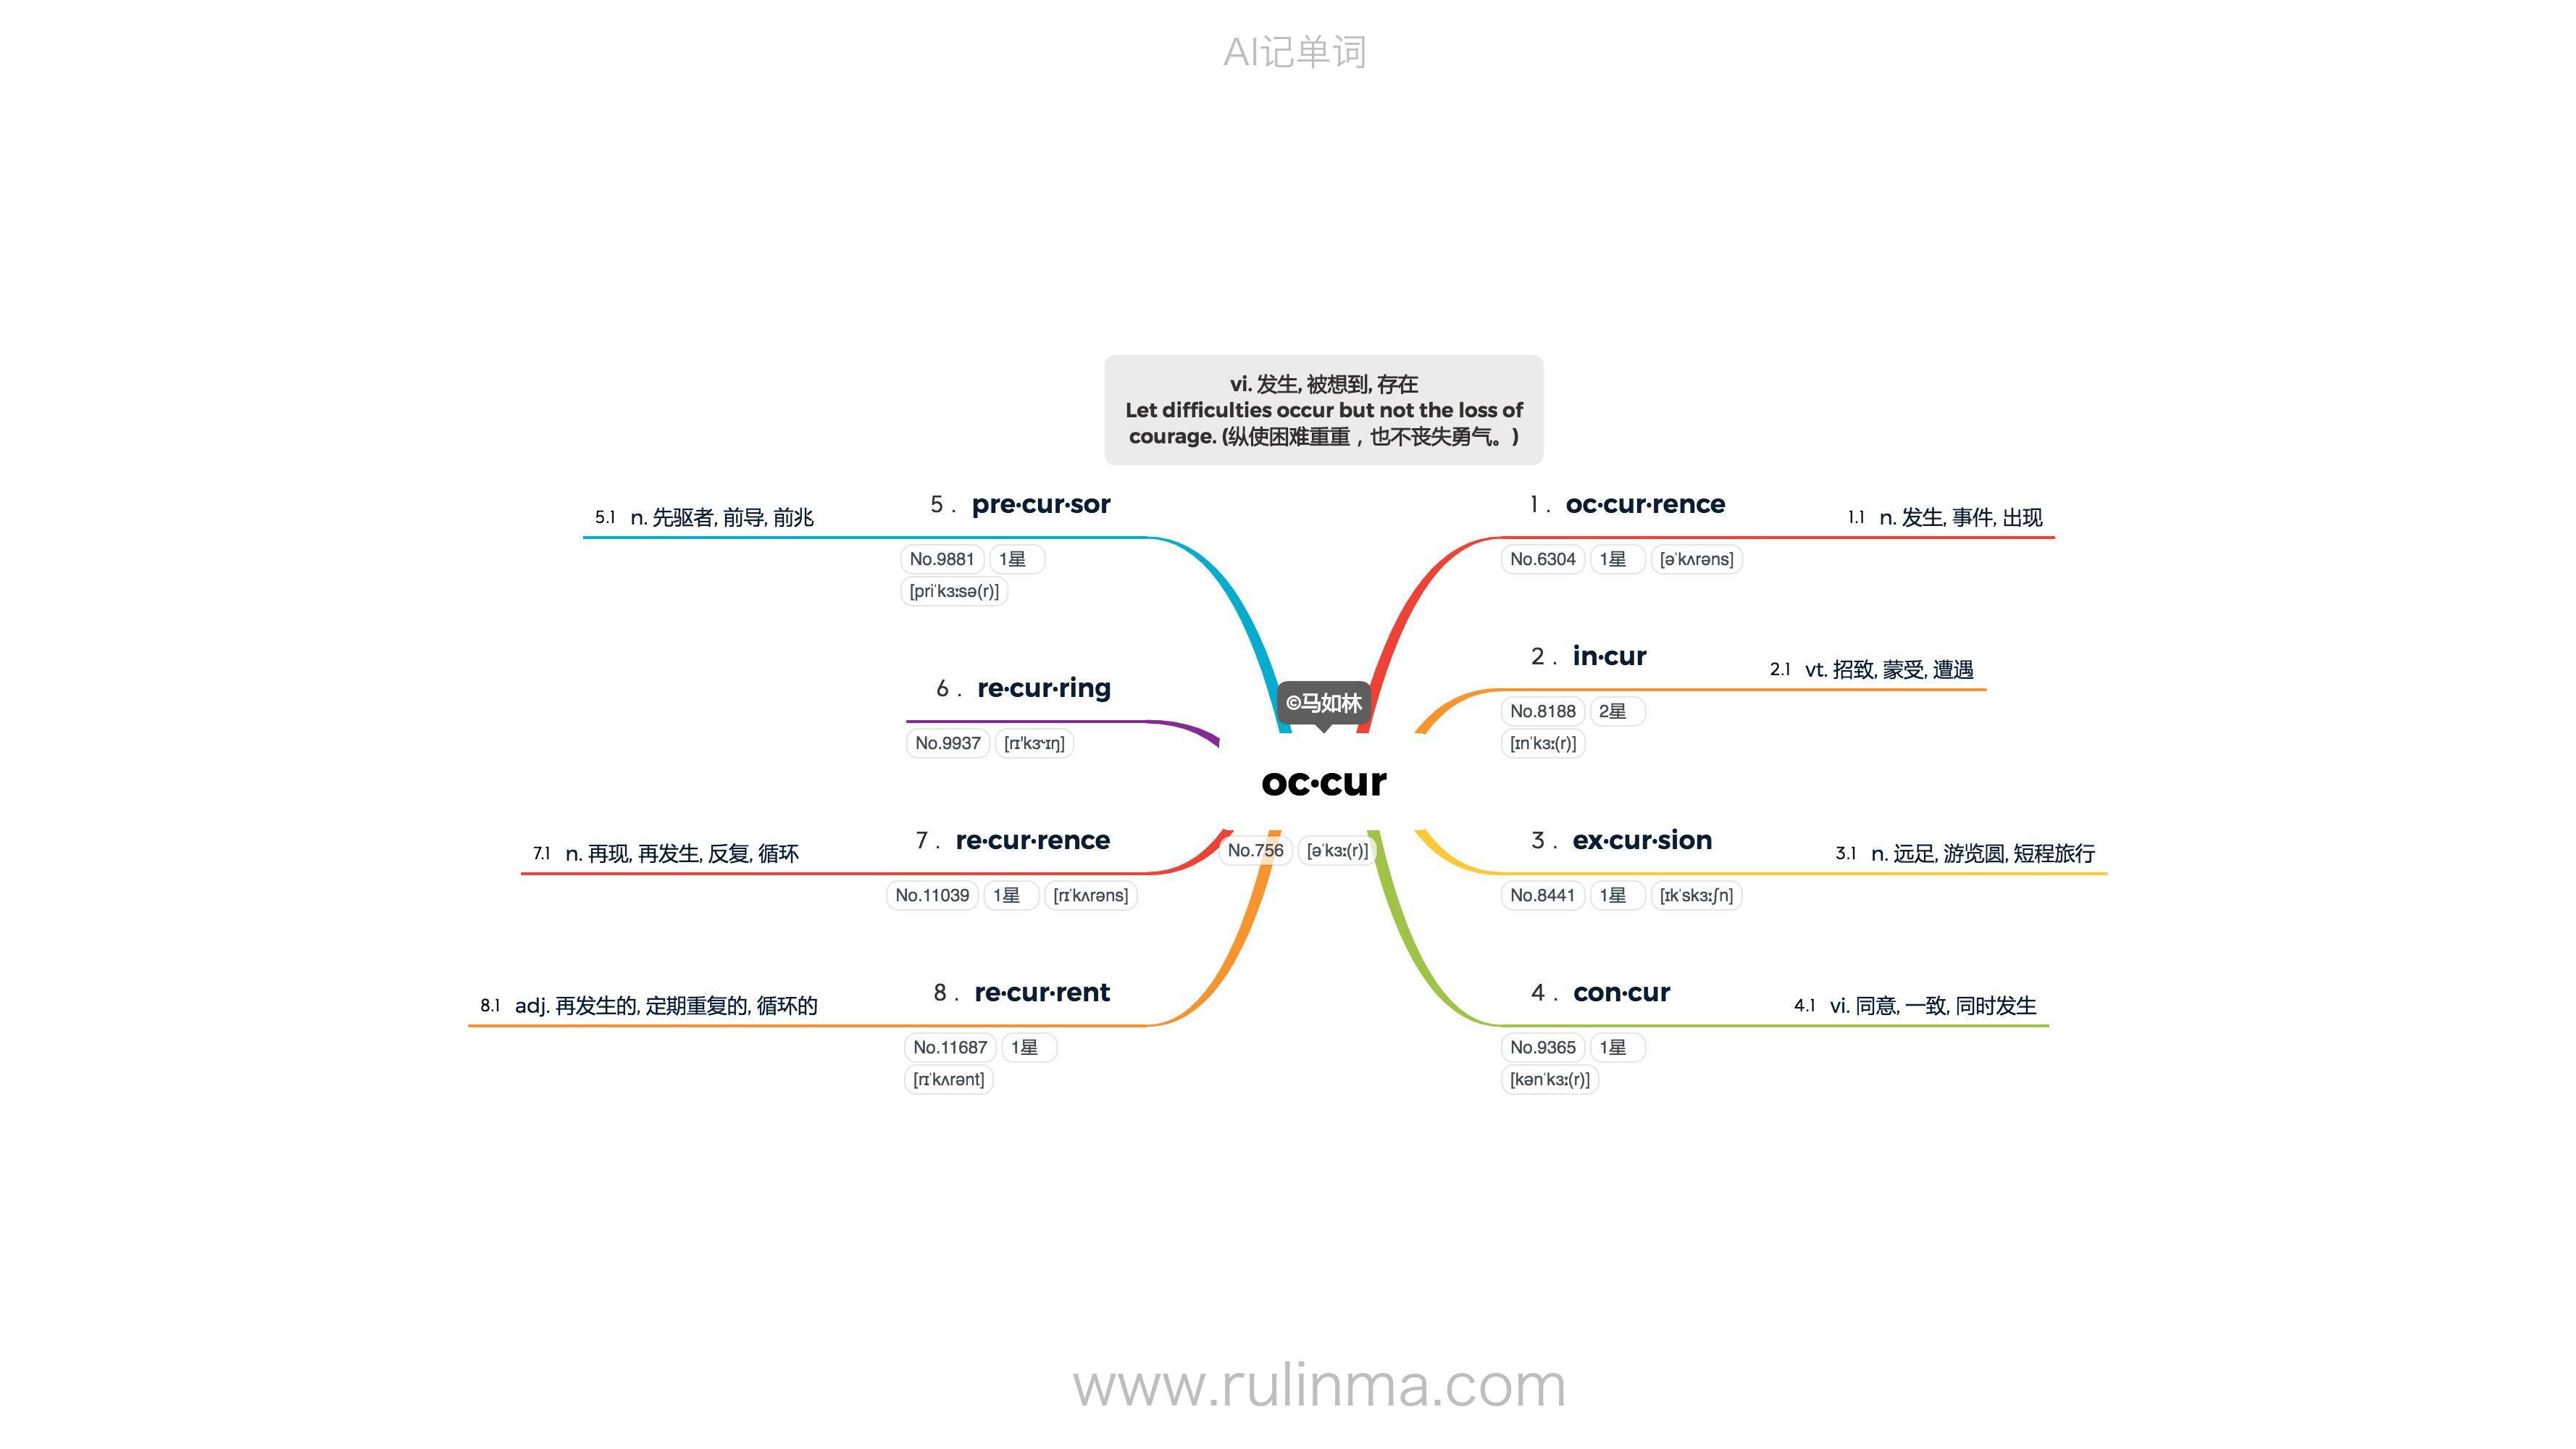 AI记单词
vi. 发生, 被想到, 存在
Let difficulties occur but not the loss of
courage. (纵使困难重重，也不丧失勇气。)
©马如林
oc·cur
No.756 [əˈkɜː(r)]
1 . oc·cur·rence
No.6304 1星 [əˈkʌrəns]
1.1 n. 发生, 事件, 出现
2 . in·cur
No.8188 2星
[ɪnˈkɜː(r)]
2.1 vt. 招致, 蒙受, 遭遇
3 . ex·cur·sion
No.8441 1星 [ɪkˈskɜːʃn]
3.1 n. 远足, 游览圆, 短程旅行
4 . con·cur
No.9365 1星
[kənˈkɜː(r)]
4.1 vi. 同意, 一致, 同时发生
5 . pre·cur·sor
No.9881 1星
[priˈkɜːsə(r)]
5.1 n. 先驱者, 前导, 前兆
6 . re·cur·ring
No.9937 [rɪ'kɝɪŋ]
7 . re·cur·rence
No.11039 1星 [rɪˈkʌrəns]
7.1 n. 再现, 再发生, 反复, 循环
8 . re·cur·rent
No.11687 1星
[rɪˈkʌrənt]
8.1 adj. 再发生的, 定期重复的, 循环的
www.rulinma.com